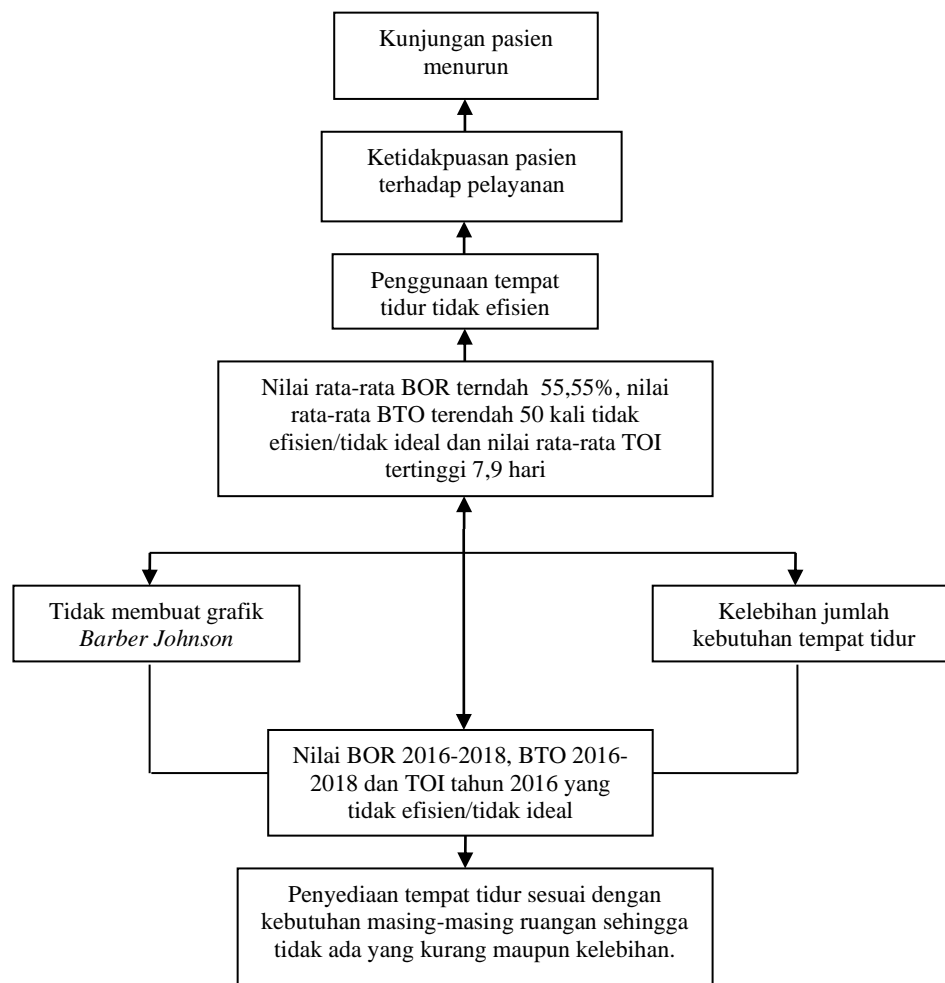 Kunjungan pasien
menurun
Ketidakpuasan pasien
terhadap pelayanan
Penggunaan tempat
tidur tidak efisien
Nilai rata-rata BOR terndah  55,55%, nilai
rata-rata BTO terendah 50 kali tidak
efisien/tidak ideal dan nilai rata-rata TOI
tertinggi 7,9 hari
Tidak membuat grafik
Barber Johnson
Kelebihan jumlah
kebutuhan tempat tidur
Nilai BOR 2016-2018, BTO 2016-
2018 dan TOI tahun 2016 yang
tidak efisien/tidak ideal
Penyediaan tempat tidur sesuai dengan
kebutuhan masing-masing ruangan sehingga
tidak ada yang kurang maupun kelebihan.